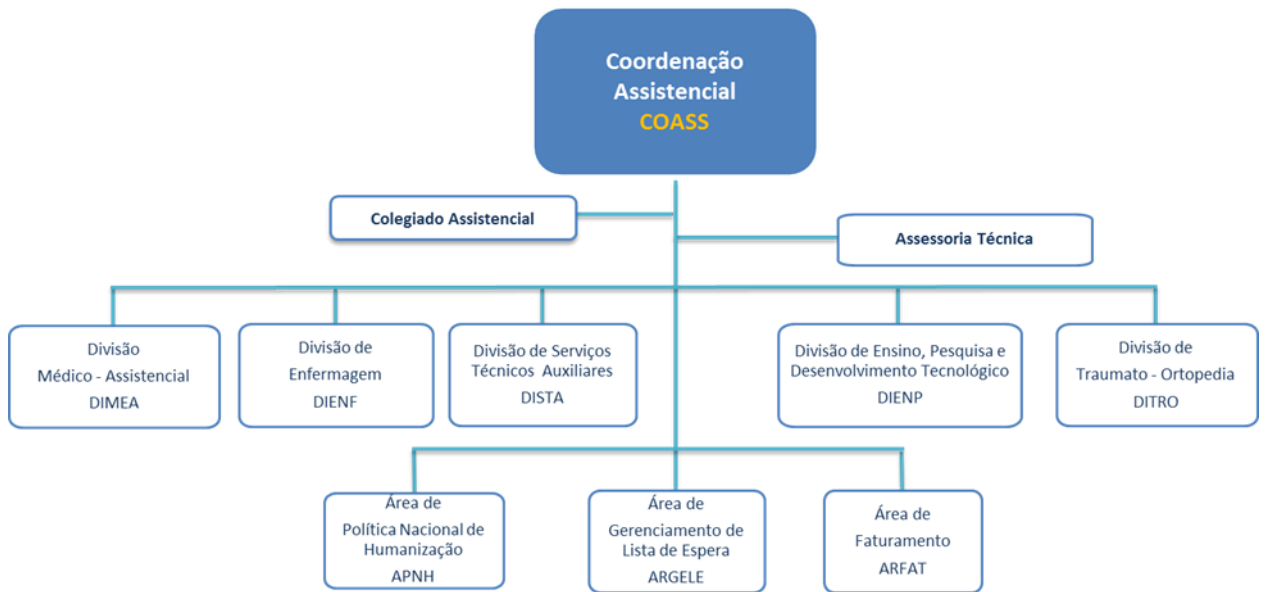 Coordenação
Assistencial
COASS
Colegiado Assistencial
Assessoria Técnica
Divisão
Médico - Assistencial
DIMEA
Divisão de
Enfermagem
DIENF
Divisão de Serviços
Técnicos Auxiliares
DISTA
Divisão de Ensino, Pesquisa e
Desenvolvimento Tecnológico
DIENP
Divisão de
Traumato - Ortopedia
DITRO
Área de
Política Nacional de
Humanização
APNH
Área de
Gerenciamento de
Lista de Espera
ARGELE
Área de
Faturamento
ARFAT